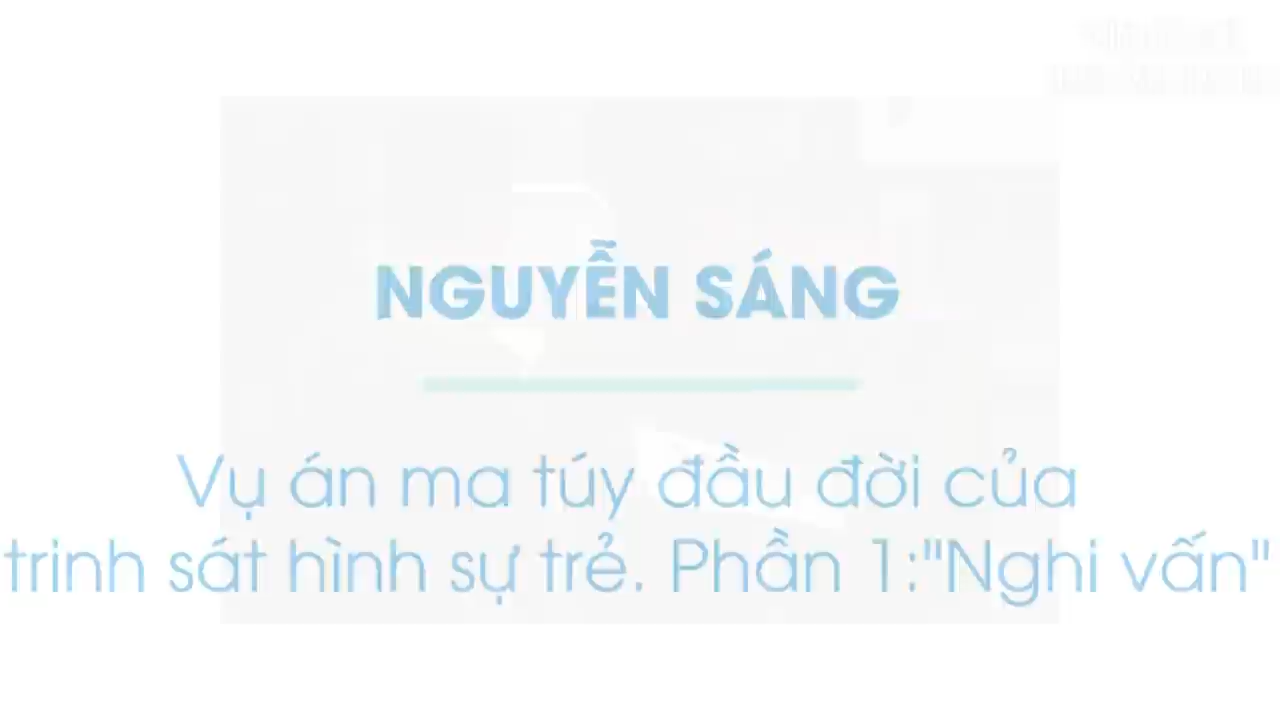 NGUYỄN SÁNG
Vụ án ma túy đầu đời của
trinh sát hình sự trẻ. Phần 1:"Nghi vấn"